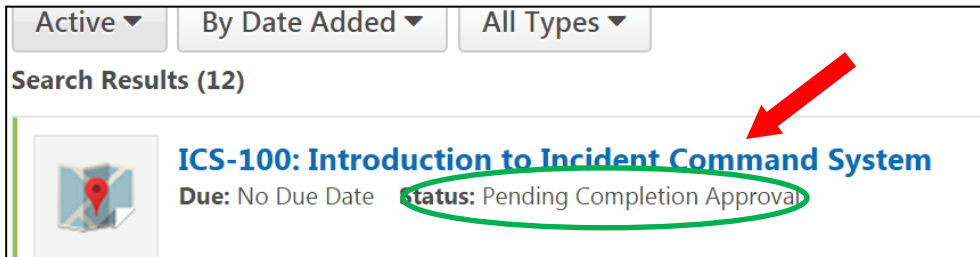 Active ▼ By Date Added ▼ All Types ▼
Search Results (12)
ICS-100: Introduction to Incident Command System
Due: No Due Date Status: Pending Completion Approval